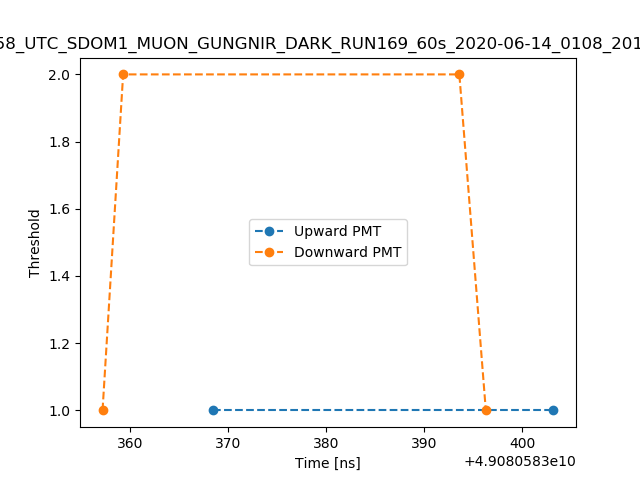 58_UTC_SDOM1_MUON_GUNGNIR_DARK_RUN169_60s_2020-06-14_0108_201
2.0
1.8
1.6
1.4
1.2
1.0
Threshold
Upward PMT
Downward PMT
360 370 380 390 400
Time [ns]
+4.9080583e10